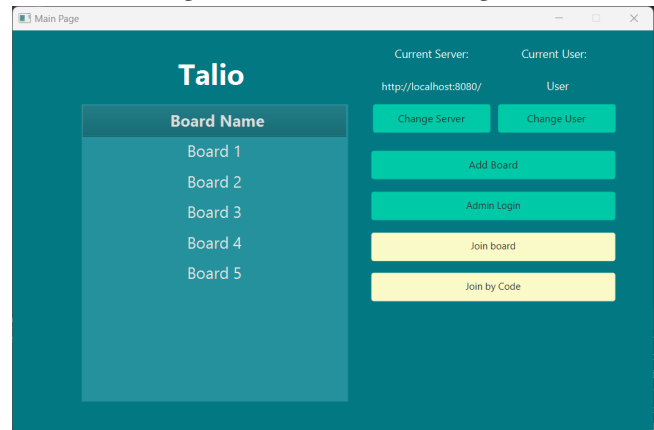 Main Page
Talio
Board Name
Board 1
Board 2
Board 3
Board 4
Board 5
Current Server:
Current User:
http://localhost:8080/
User
Change Server
Change User
Add Board
Admin Login
Join board
Join by Code